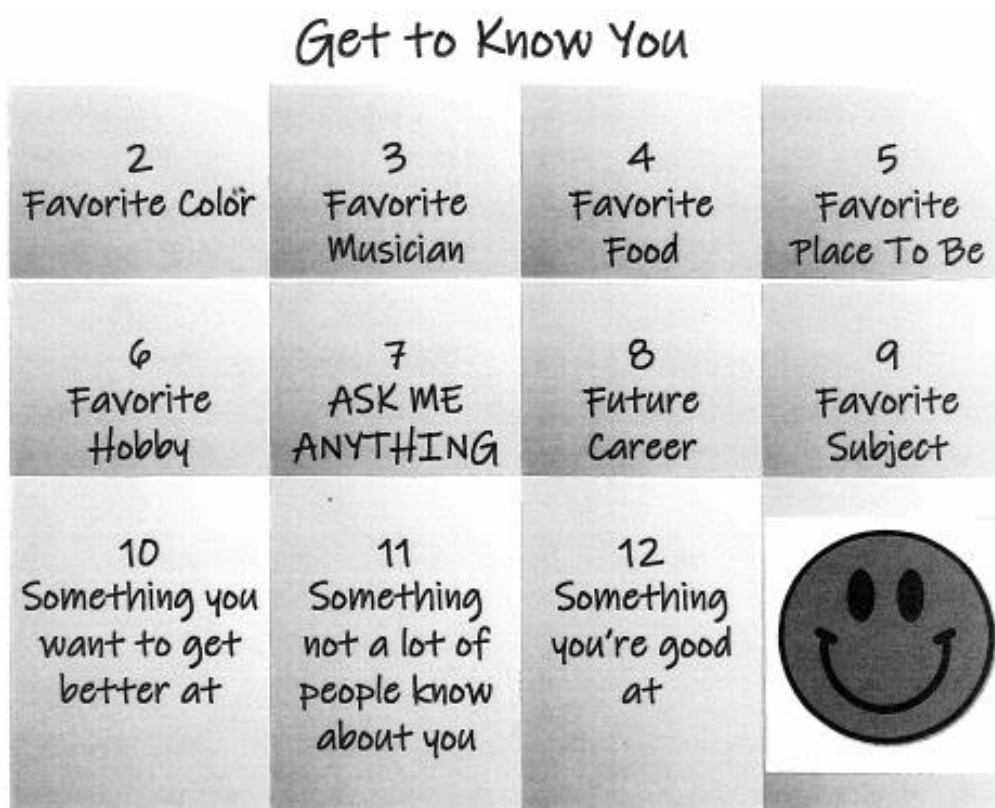 Get to Know You
2
Favorite Color
3
Favorite
Musician
4
Favorite
Food
5
Favorite
Place To Be
6
Favorite
Hobby
7
ASK ME
ANYTHING
8
Future
Career
9
Favorite
Subject
10
Something you
want to get
better at
11
Something
not a lot of
people know
about you
12
Something
you're good
at